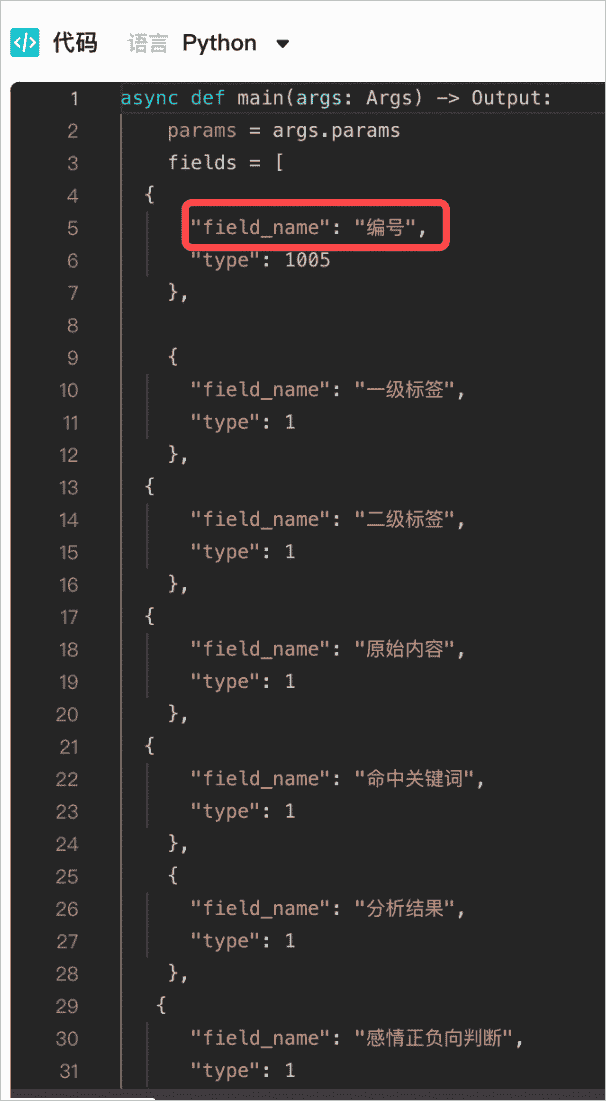 </> 代码 语言 Python
1 async def main(args: Args) -> Output:
2 params = args.params
3 fields = [
4 {
5 "field_name": "编号",
6 "type": 1005
7 },
8
9 {
10 "field_name": "一级标签",
11 "type": 1
12 },
13 {
14 "field_name": "二级标签",
15 "type": 1
16 },
17 {
18 "field_name": "原始内容",
19 "type": 1
20 },
21 {
22 "field_name": "命中关键词",
23 "type": 1
24 },
25 {
26 "field_name": "分析结果",
27 "type": 1
28 },
29 {
30 "field_name": "感情正负向判断",
31 "type": 1